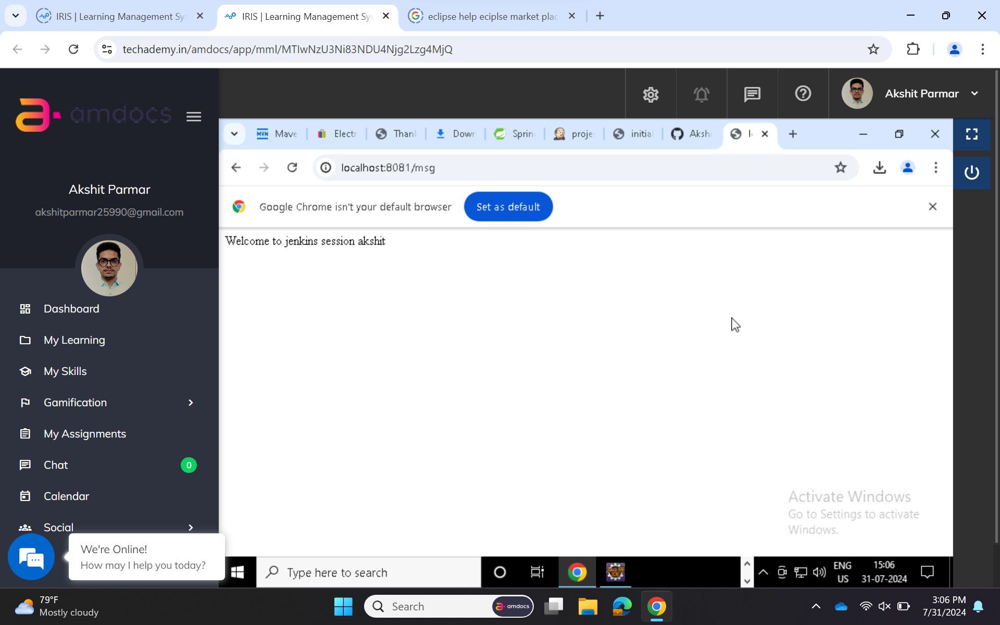 IRIS | Learning Management Sy
IRIS | Learning Management Sy
eclipse help eciplse market plac
techademy.in/amdocs/app/mml/MTIwNzU3Ni83NDU4Njg2Lzg4MjQ
amdocs
Akshit Parmar
Akshit Parmar
akshitparmar25990@gmail.com
Dashboard
My Learning
My Skills
Gamification
My Assignments
Chat
0
Calendar
Social
We're Online!
How may I help you today?
MVN Mave
Electr
Thank
Down
Sprin
proje
initial
Akshi
localhost:8081/msg
Google Chrome isn't your default browser
Set as default
Welcome to jenkins session akshit
Activate Windows
Go to Settings to activate
Windows.
Type here to search
ENG
US
15:06
31-07-2024
79°F
Mostly cloudy
Search
amdocs
3:06 PM
7/31/2024